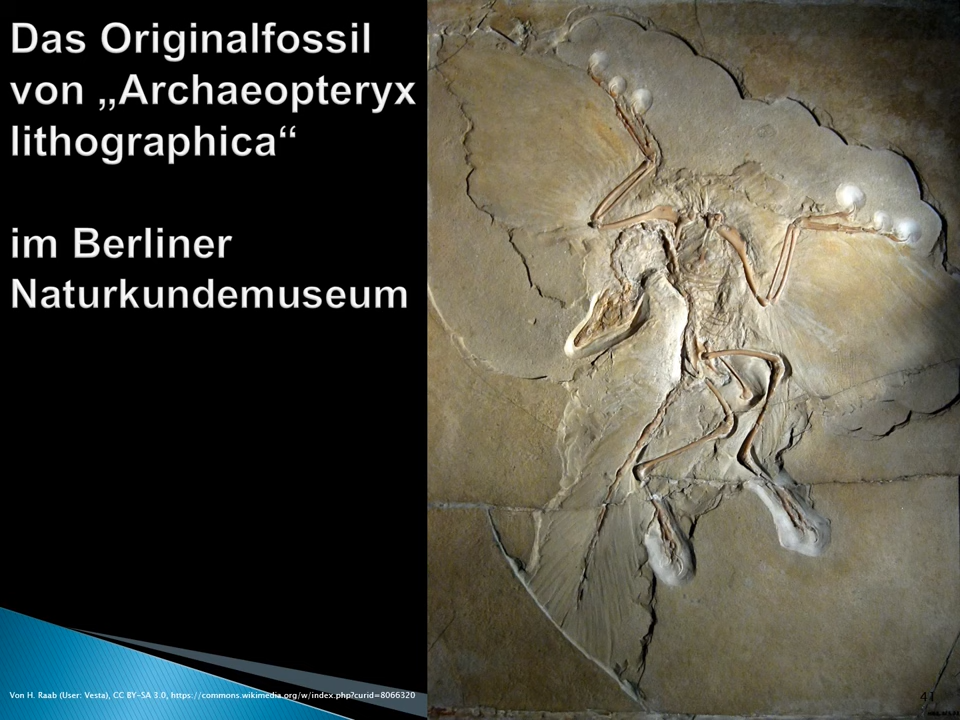 Das Originalfossil
von „Archaeopteryx
lithographica“
im Berliner
Naturkundemuseum
Von H. Raab (User: Vesta), CC BY-SA 3.0, https://commons.wikimedia.org/w/index.php?curid=8066320
41